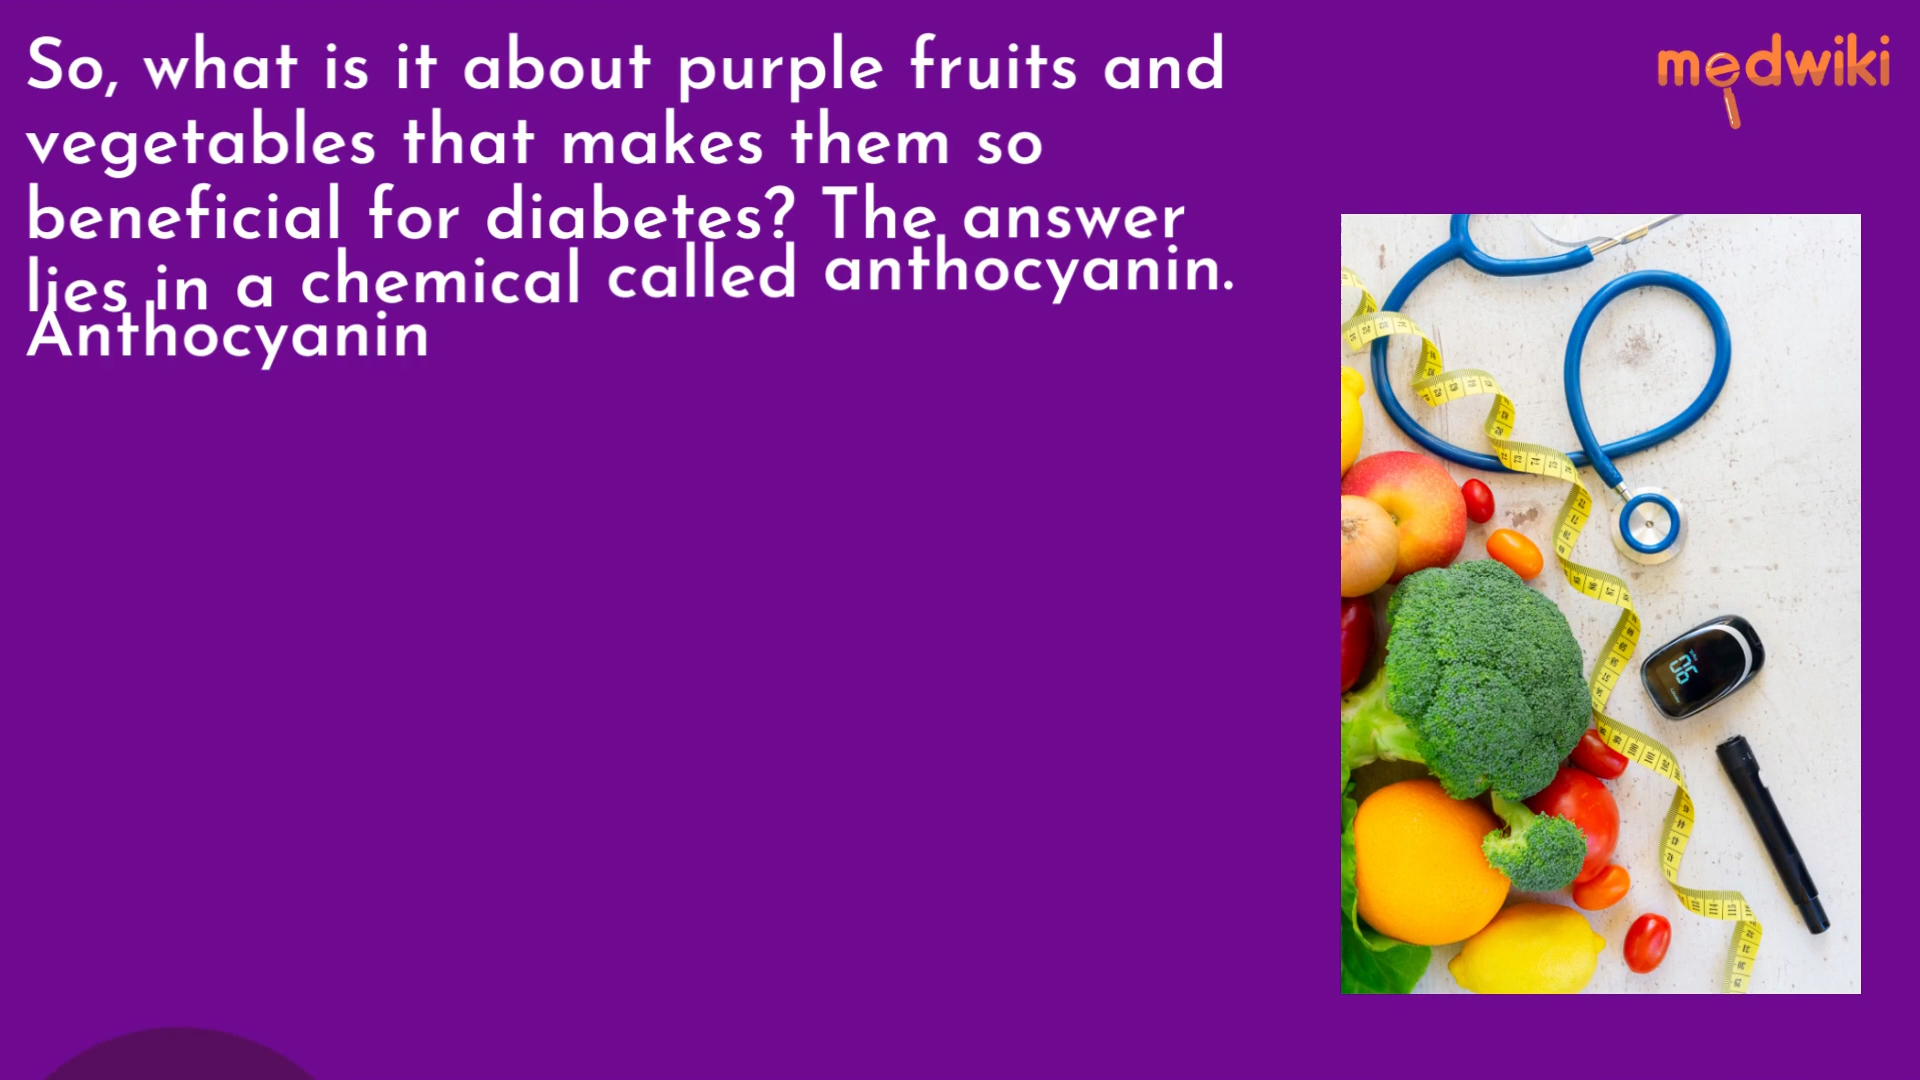 So, what is it about purple fruits and
vegetables that makes them so
beneficial for diabetes? The answer
lies in a chemical called anthocyanin.
Anthocyanin
medwiki